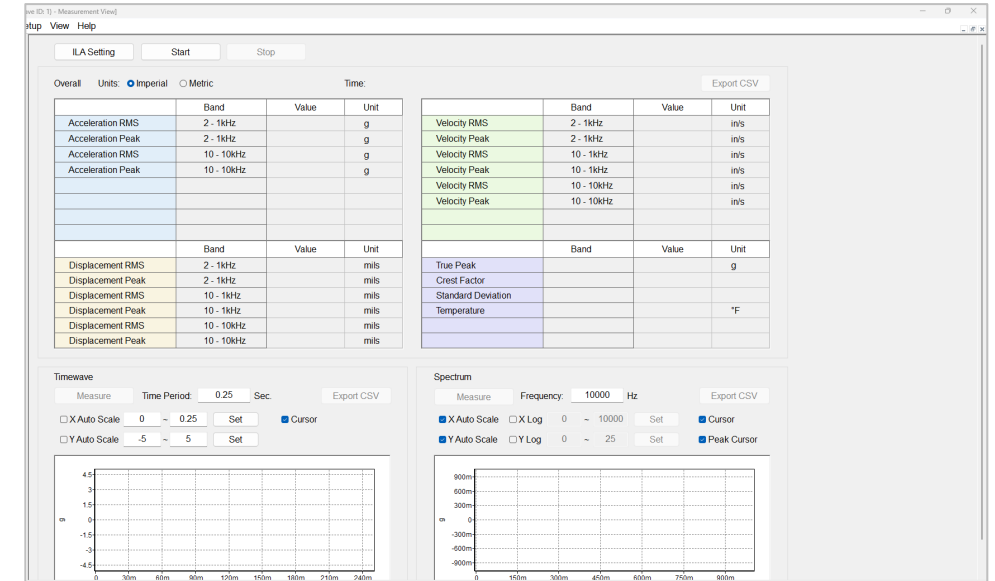 ave ID: 1) - Measurement View]
etup View Help
ILA Setting Start Stop
Overall Units: Imperial Metric Time: Export CSV
Band Value Unit
Acceleration RMS 2 - 1kHz g
Acceleration Peak 2 - 1kHz g
Acceleration RMS 10 - 10kHz g
Acceleration Peak 10 - 10kHz g
Band Value Unit
Velocity RMS 2 - 1kHz in/s
Velocity Peak 2 - 1kHz in/s
Velocity RMS 10 - 1kHz in/s
Velocity Peak 10 - 1kHz in/s
Velocity RMS 10 - 10kHz in/s
Velocity Peak 10 - 10kHz in/s
Band Value Unit
Displacement RMS 2 - 1kHz mils
Displacement Peak 2 - 1kHz mils
Displacement RMS 10 - 1kHz mils
Displacement Peak 10 - 1kHz mils
Displacement RMS 10 - 10kHz mils
Displacement Peak 10 - 10kHz mils
Band Value Unit
True Peak g
Crest Factor
Standard Deviation
Temperature °F
Timewave
Measure Time Period: 0.25 Sec. Export CSV
X Auto Scale 0 ~ 0.25 Set Cursor
Y Auto Scale -5 ~ 5 Set
4.5
3
1.5
g 0
-1.5
-3
-4.5
0 30m 60m 90m 120m 150m 180m 210m 240m
Spectrum
Measure Frequency: 10000 Hz Export CSV
X Auto Scale X Log 0 ~ 10000 Set Cursor
Y Auto Scale Y Log 0 ~ 25 Set Peak Cursor
900m
600m
300m
g 0
-300m
-600m
-900m
0 150m 300m 450m 600m 750m 900m